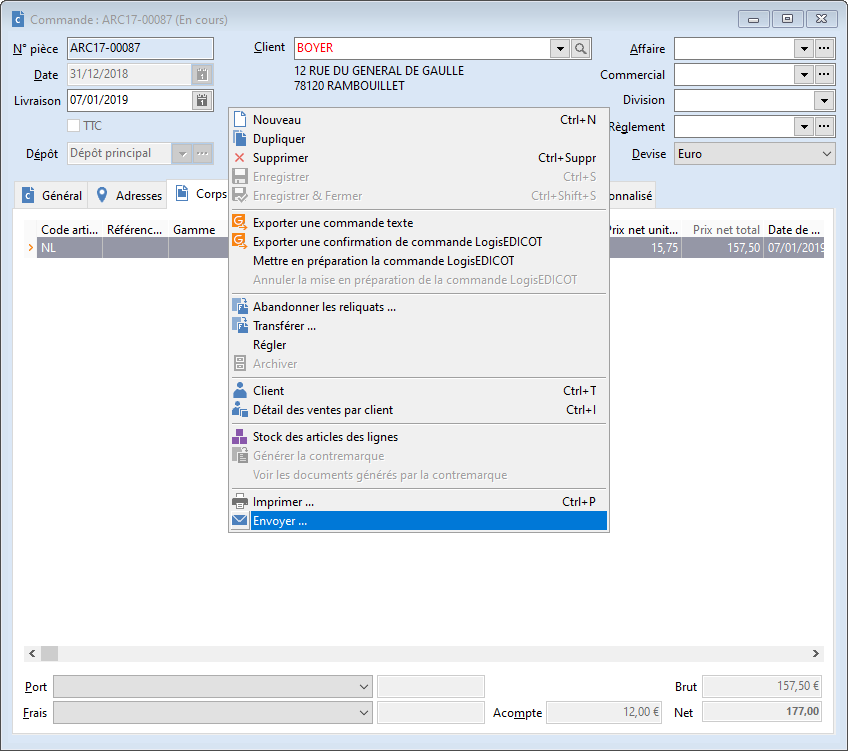 Commande : ARC17-00087 (En cours)
N° pièce ARC17-00087 Client BOYER Affaire
Date 31/12/2018 12 RUE DU GENERAL DE GAULLE Commercial
78120 RAMBOUILLET
Livraison 07/01/2019 Division
TTC Règlement
Dépôt Dépôt principal Devise Euro
Général Adresses Corps onnalisé
Code arti... Référenc... Gamme Prix net unit... Prix net total Date de ...
NL 15,75 157,50 07/01/2019
Nouveau Ctrl+N
Dupliquer
Supprimer Ctrl+Suppr
Enregistrer Ctrl+S
Enregistrer & Fermer Ctrl+Shift+S
Exporter une commande texte
Exporter une confirmation de commande LogisEDICOT
Mettre en préparation la commande LogisEDICOT
Annuler la mise en préparation de la commande LogisEDICOT
Abandonner les reliquats ...
Transférer ...
Régler
Archiver
Client Ctrl+T
Détail des ventes par client Ctrl+I
Stock des articles des lignes
Générer la contremarque
Voir les documents générés par la contremarque
Imprimer ... Ctrl+P
Envoyer ...
Port Brut 157,50 €
Frais Acompte 12,00 € Net 177,00